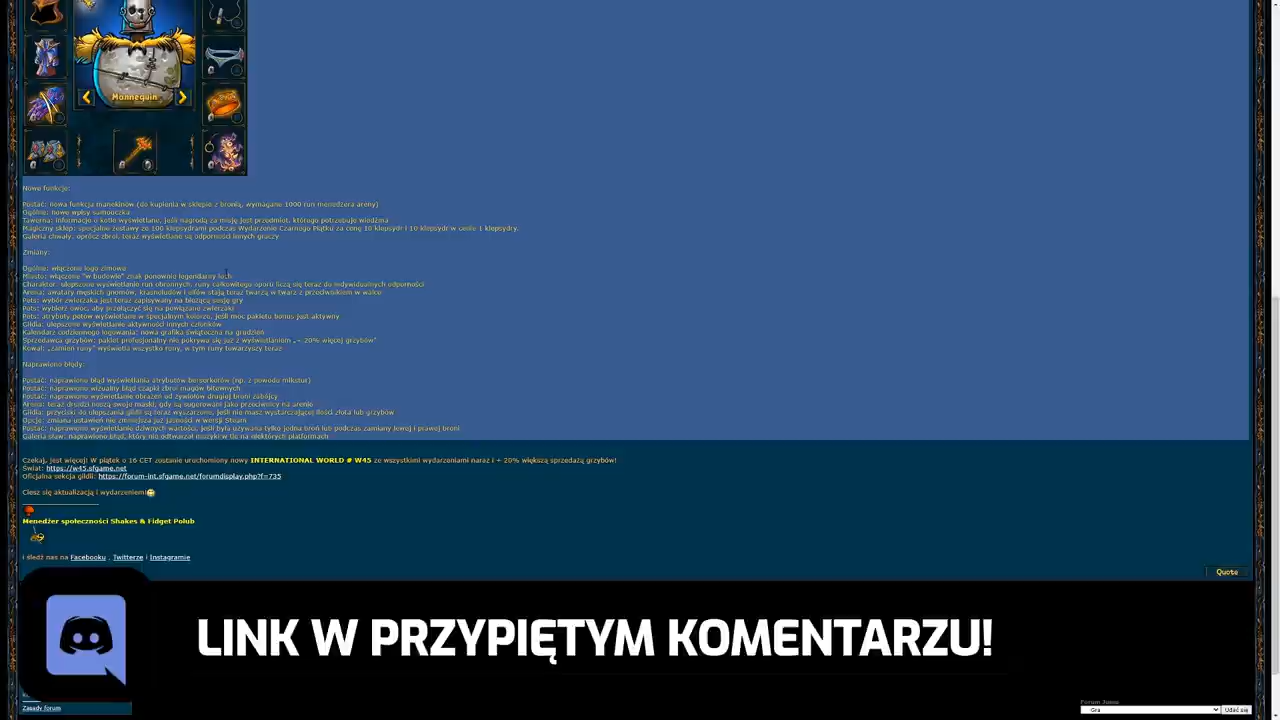 Mannequin
Nowe funkcje:
Postać: nowa funkcja manekinów (do kupienia w sklepie z bronią, wymagane 1000 run menedżera areny)
Ogólne: nowe wpisy samouczka
Tawerna: informacje o kotle wyświetlane, jeśli nagrodą za misję jest przedmiot, którego potrzebuje wiedźma
Magiczny sklep: specjalne zestawy ze 100 klepsydrami podczas Wydarzenie Czarnego Piątku za cenę 10 klepsydr i 10 klepsydr w cenie 1 klepsydry.
Galeria chwały: oprócz zbroi, teraz wyświetlane są odporności innych graczy
Zmiany:
Ogólne: włączone logo zimowe
Miasto: włączone "w budowie" znak ponownie legendarny loch
Charakter: ulepszone wyświetlanie run obronnych, runy całkowitego oporu liczą się teraz do indywidualnych odporności
Arena: awatary męskich gnomów, krasnoludów i elfów stają teraz twarzą w twarz z przeciwnikiem w walce
Pets: wybór zwierzaka jest teraz zapisywany na bieżącą sesję gry
Pets: wybierz owoc, aby przełączyć się na powiązane zwierzaki
Pets: atrybuty petów wyświetlane w specjalnym kolorze, jeśli moc pakietu bonus jest aktywny
Gildia: ulepszone wyświetlanie aktywności innych członków
Kalendarz codziennego logowania: nowa grafika świąteczna na grudzień
Sprzedawca grzybów: pakiet profesjonalny nie pokrywa się już z wyświetlaniem „+ 20% więcej grzybów”
Kowal: „zamień runy” wyświetla wszystko runy, w tym runy towarzyszy teraz
Naprawione błędy:
Postać: naprawiono błąd wyświetlania atrybutów berserkerów (np. z powodu mikstur)
Postać: naprawiono wizualny błąd czapki zbroi magów bitewnych
Postać: naprawiono wyświetlanie obrażeń od żywiołów drugiej broni zabójcy
Arena: teraz druidzi noszą swoje maski, gdy są sugerowani jako przeciwnicy na arenie
Gildia: przyciski do ulepszania gildii są teraz wyszarzone, jeśli nie masz wystarczającej ilości złota lub grzybów
Opcje: zmiana ustawień nie zmniejsza już jasności w wersji Steam
Postać: naprawiono wyświetlanie dziwnych wartości, jeśli była używana tylko jedna broń lub podczas zamiany lewej i prawej broni
Galeria sław: naprawiono błąd, który nie odtwarzał muzyki w tle na niektórych platformach
Czekaj, jest więcej! W piątek o 16 CET zostanie uruchomiony nowy INTERNATIONAL WORLD # W45 ze wszystkimi wydarzeniami naraz i + 20% większą sprzedażą grzybów!
Świat: https://w45.sfgame.net
Oficjalna sekcja gildii: https://forum-int.sfgame.net/forumdisplay.php?f=735
Ciesz się aktualizacją i wydarzeniem!
Menedżer społeczności Shakes & Fidget Polub
i śledź nas na Facebooku , Twitterze i Instagramie
Quote
LINK W PRZYPIĘTYM KOMENTARZU!
Zasady forum
Forum Jump
Gra
Udać się